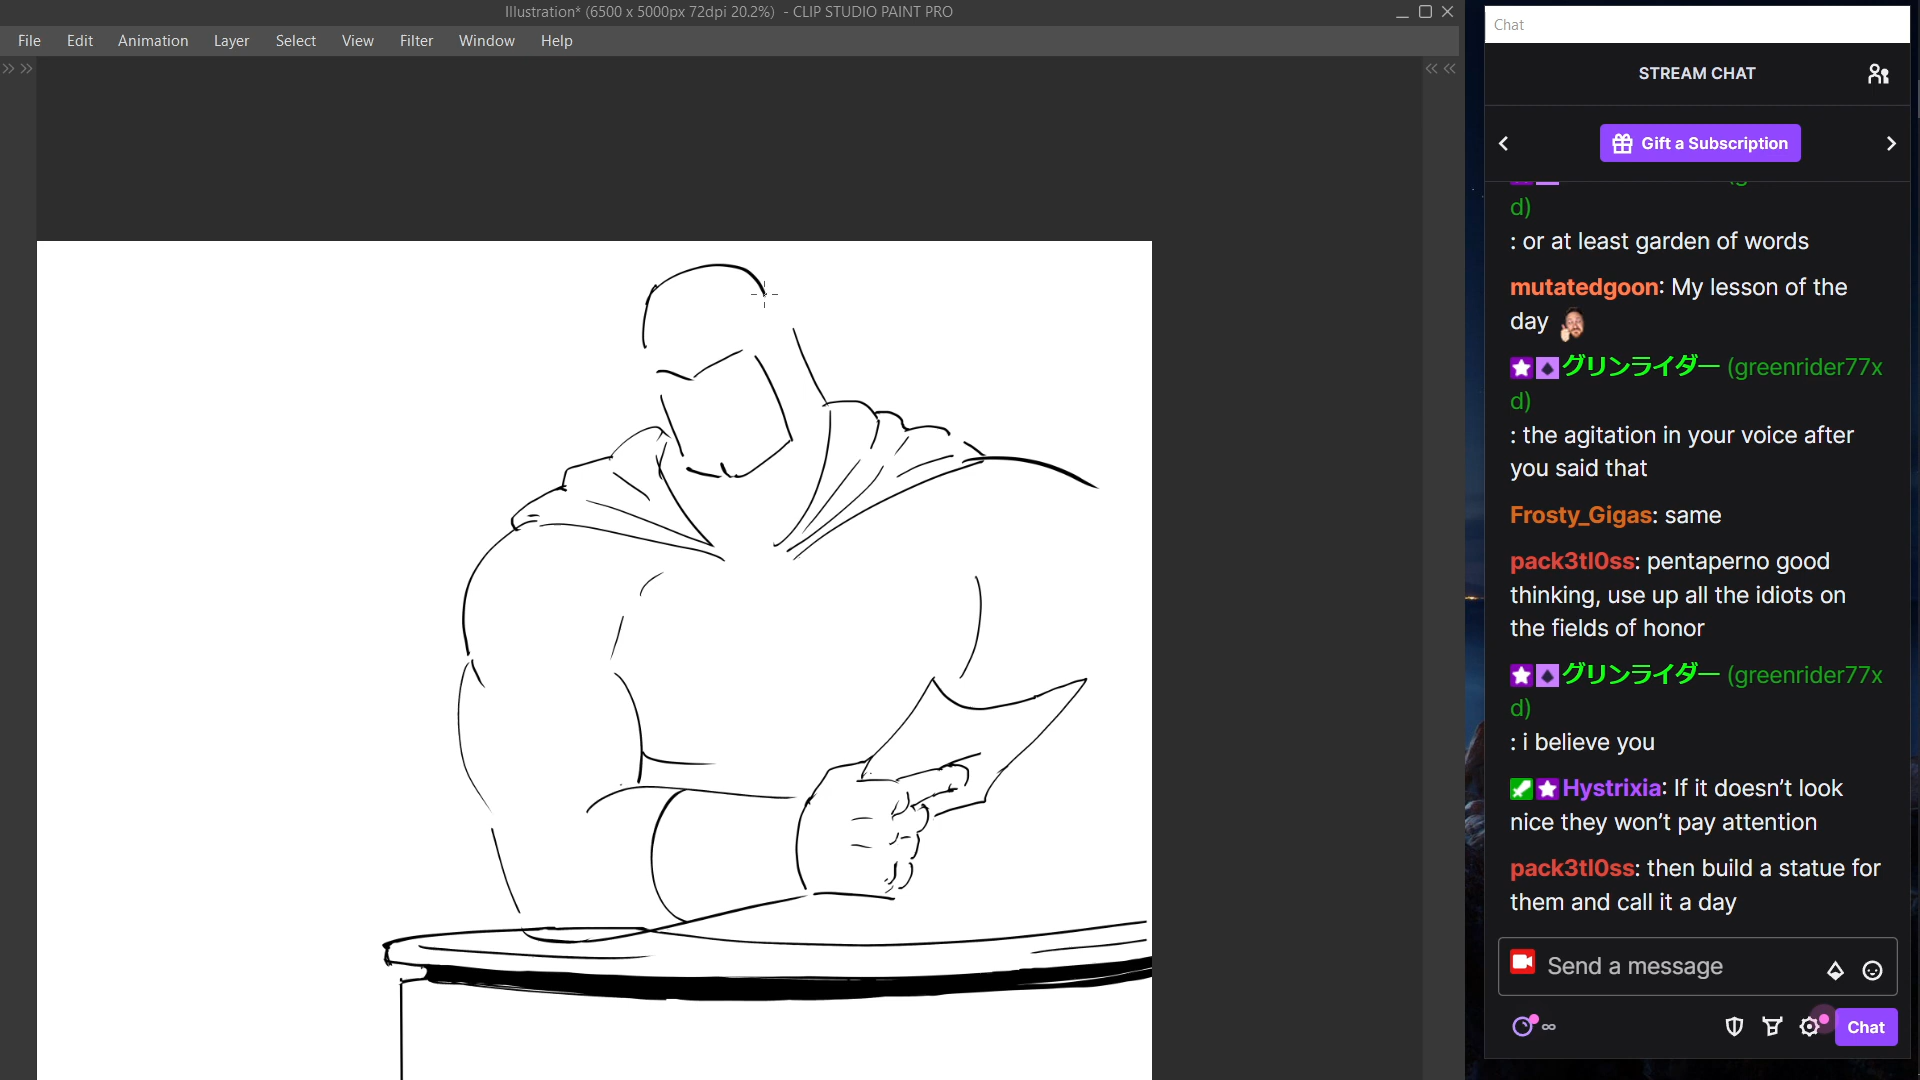 Illustration* (6500 x 5000px 72dpi 20.2%) - CLIP STUDIO PAINT PRO
File Edit Animation Layer Select View Filter Window Help
Chat
STREAM CHAT
Gift a Subscription
d)
: or at least garden of words
mutatedgoon: My lesson of the
day
グリンライダー (greenrider77x
d)
: the agitation in your voice after
you said that
Frosty_Gigas: same
pack3tl0ss: pentaperno good
thinking, use up all the idiots on
the fields of honor
グリンライダー (greenrider77x
d)
: i believe you
Hystrixia: If it doesn't look
nice they won't pay attention
pack3tl0ss: then build a statue for
them and call it a day
Send a message
Chat